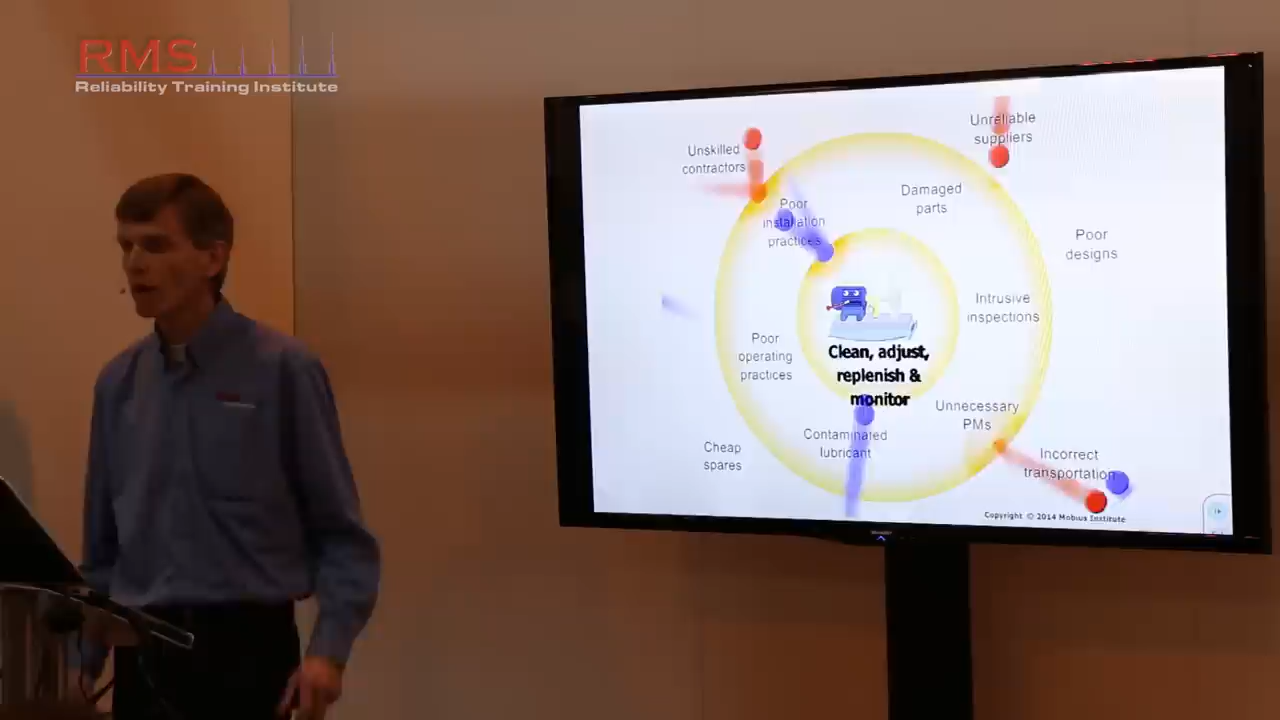 RMS
Reliability Training Institute
Unskilled
contractors
Unreliable
suppliers
Poor
installation
practices
Damaged
parts
Poor
designs
Intrusive
inspections
Poor
operating
practices
Clean, adjust,
replenish &
monitor
Unnecessary
PMs
Contaminated
lubricant
Cheap
spares
Incorrect
transportation
Copyright © 2014 Mobius Institute